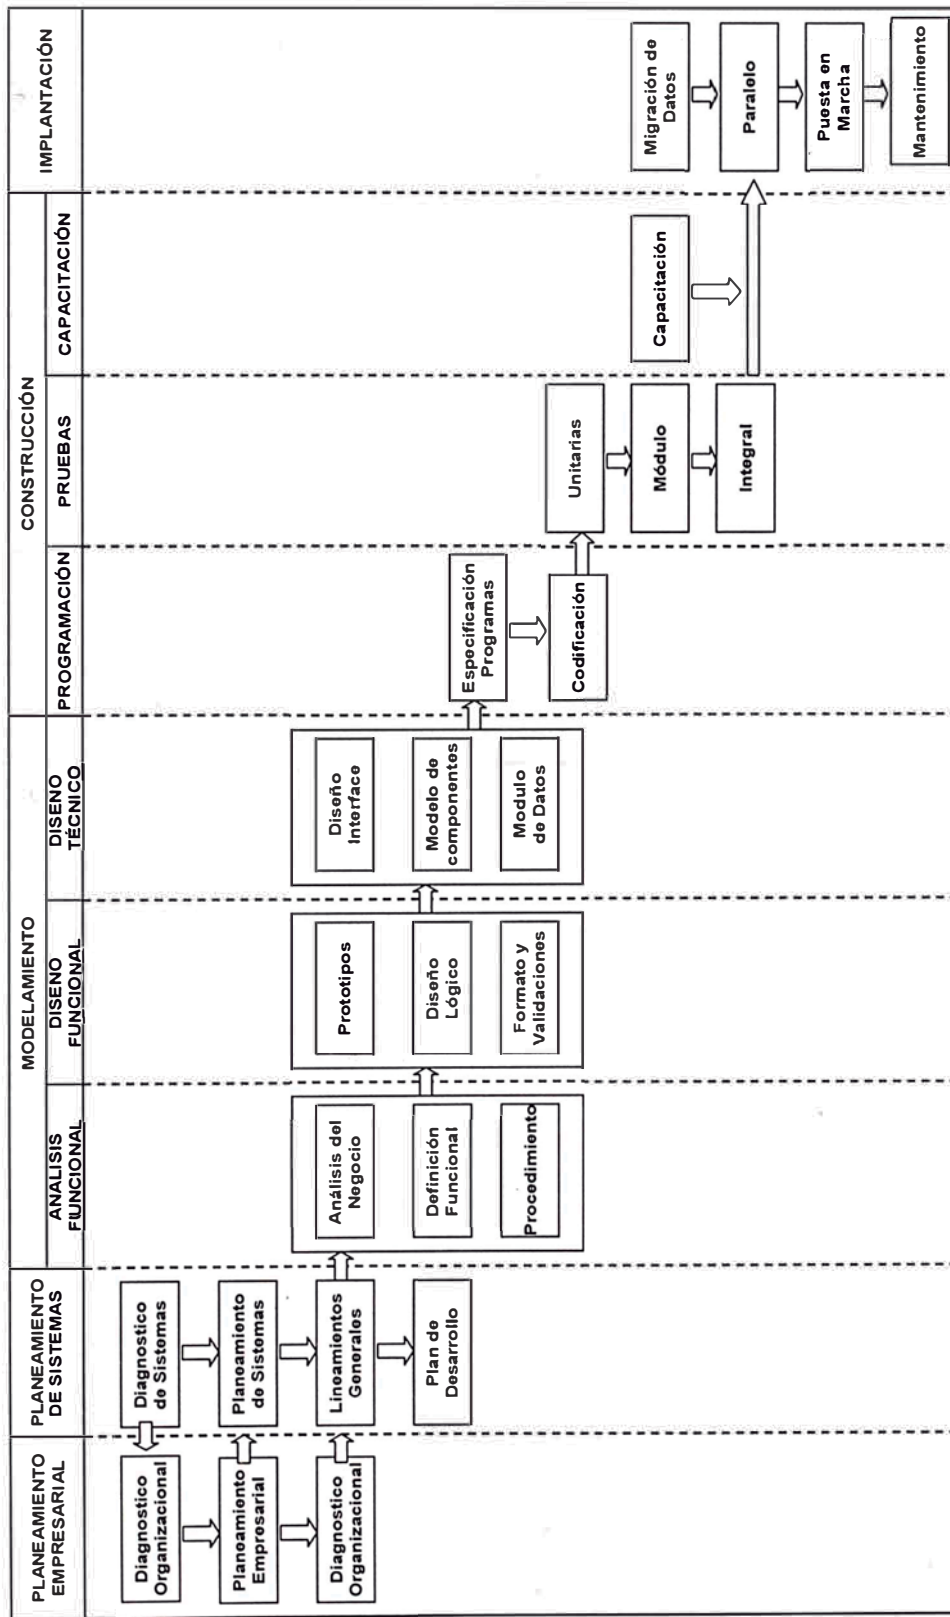 PLANEAMIENTO
EMPRESARIAL
PLANEAMIENTO
DE SISTEMAS
MODELAMIENTO
CONSTRUCCIÓN
IMPLANTACIÓN
ANALISIS
FIUNCIONAL
DISENO
FUNCIONAL
DISENO
TÉCNICO
PROGRAMACIÓN
PRUEBAS
CAPACITACIÓN
Diagnostico
Organizacional
Planeamiento
Empresarial
Diagnostico
Organizacional
Diagnostico
de Sistemas
Planeamiento
de Sistemas
Lineamientos
Generales
Plan de
Desarrollo
Análisis del
Negocio
Definición
Funcional
Procedimiento
Prototipos
Diseño
Lógico
Formato y
Validaciones
Diseño
Interface
Modelo de
componentes
Modulo
de Datos
Especificación
Programas
Codificación
Unitarias
Módulo
Integral
Capacitación
Migración de
Datos
Paralelo
Puesta en
Marcha
Mantenimiento